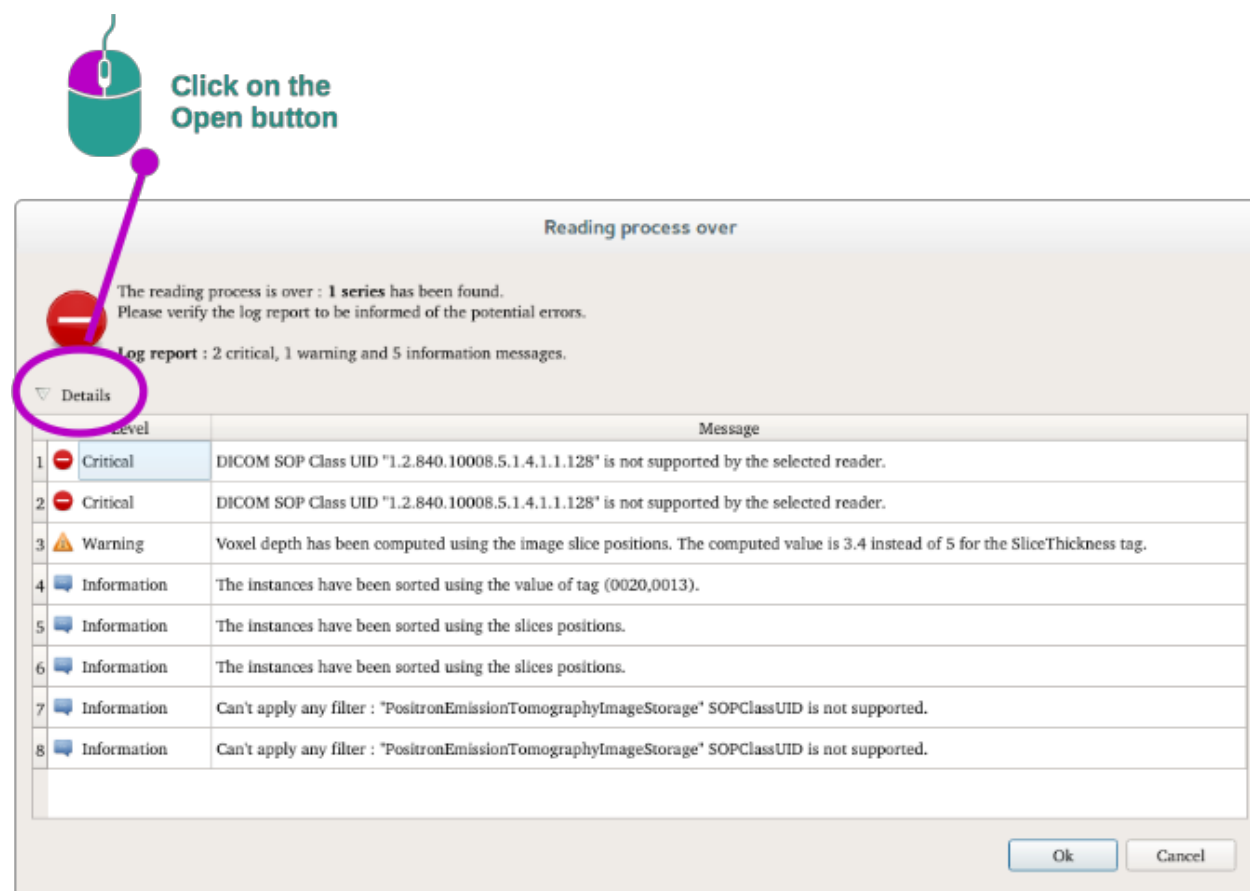 Click on the
Open button
Reading process over
The reading process is over : 1 series has been found.
Please verify the log report to be informed of the potential errors.
Log report : 2 critical, 1 warning and 5 information messages.
Details
Level Message
1 Critical DICOM SOP Class UID "1.2.840.10008.5.1.4.1.1.128" is not supported by the selected reader.
2 Critical DICOM SOP Class UID "1.2.840.10008.5.1.4.1.1.128" is not supported by the selected reader.
3 Warning Voxel depth has been computed using the image slice positions. The computed value is 3.4 instead of 5 for the SliceThickness tag.
4 Information The instances have been sorted using the value of tag (0020,0013).
5 Information The instances have been sorted using the slices positions.
6 Information The instances have been sorted using the slices positions.
7 Information Can't apply any filter : "PositronEmissionTomographyImageStorage" SOPClassUID is not supported.
8 Information Can't apply any filter : "PositronEmissionTomographyImageStorage" SOPClassUID is not supported.
Ok Cancel